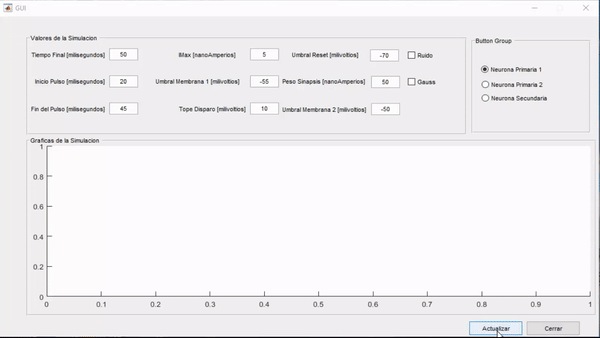 GUI
Valores de la Simulacion
Tiempo Final [milisegundos] 50 iMax [nanoAmperios] 5 Umbral Reset [milivoltios] -70 Ruido
Inicio Pulso [milisegundos] 20 Umbral Membrana 1 [milivoltios] -55 Peso Sinapsis [nanoAmperios] 50 Gauss
Fin del Pulso [milisegundos] 45 Tope Disparo [milivoltios] 10 Umbral Membrana 2 [milivoltios] -50
Button Group
Neurona Primaria 1
Neurona Primaria 2
Neurona Secundaria
Graficas de la Simulacion
1
0.8
0.6
0.4
0.2
0
0 0.1 0.2 0.3 0.4 0.5 0.6 0.7 0.8 0.9 1
Actualizar Cerrar